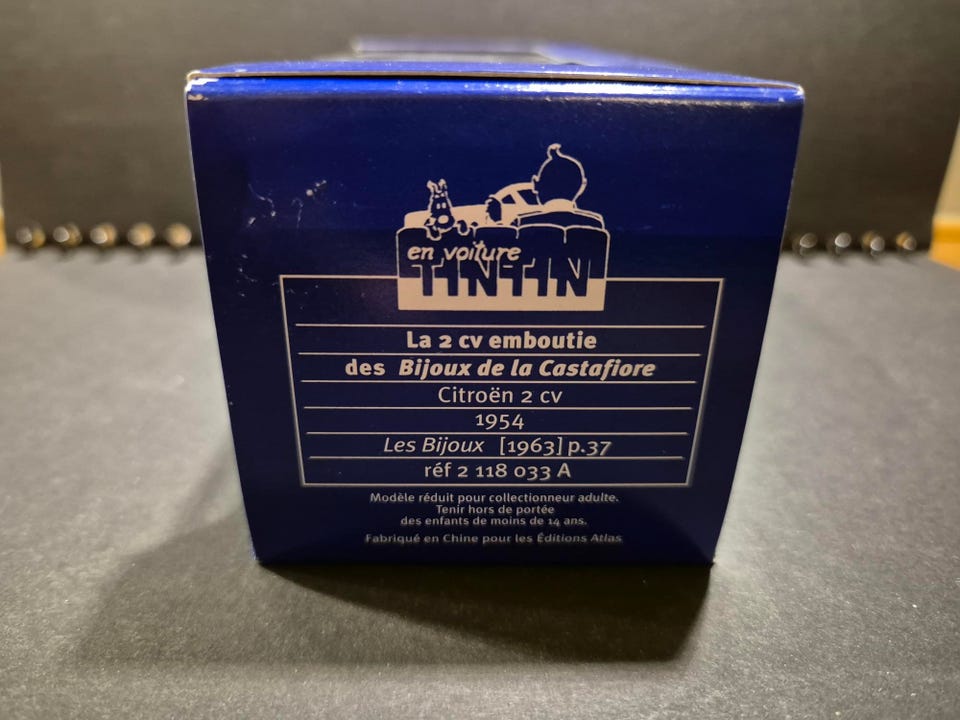 en voiture
TINTIN
La 2 cv emboutie
des Bijoux de la Castafiore
Citroën 2 cv
1954
Les Bijoux [1963] p.37
réf 2 118 033 A
Modèle réduit pour collectionneur adulte.
Tenir hors de portée
des enfants de moins de 14 ans.
Fabriqué en Chine pour les Éditions Atlas